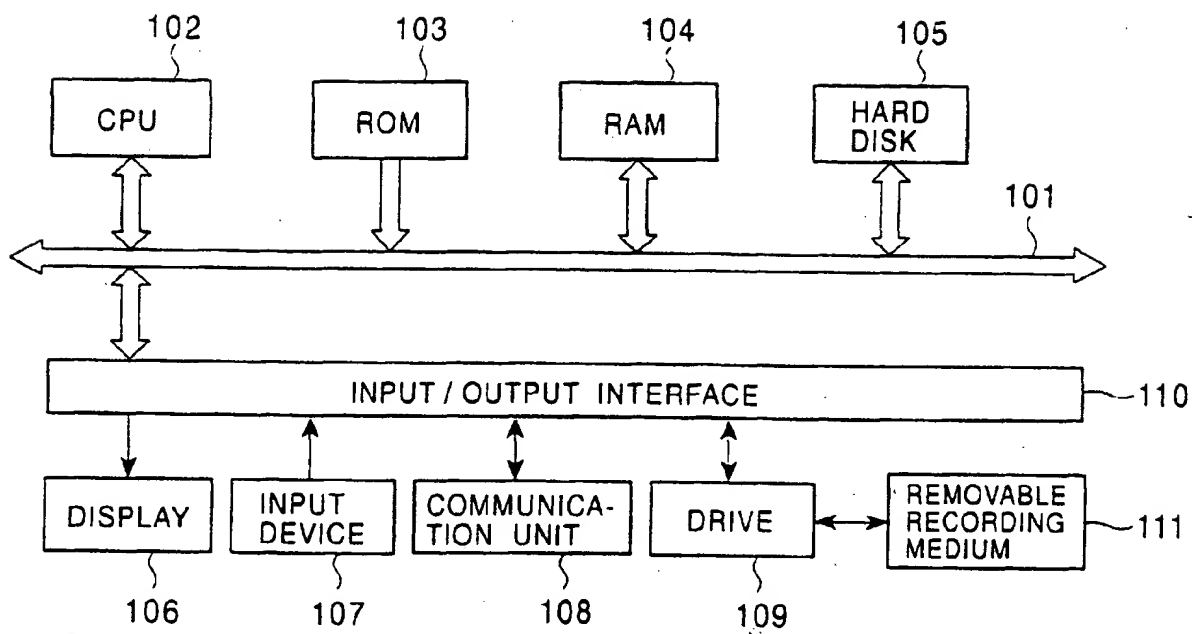 102
103
104
105
CPU
ROM
RAM
HARD
DISK
101
INPUT / OUTPUT INTERFACE
110
DISPLAY
INPUT
DEVICE
COMMUNICA-
TION UNIT
DRIVE
REMOVABLE
RECORDING
MEDIUM
111
106
107
108
109